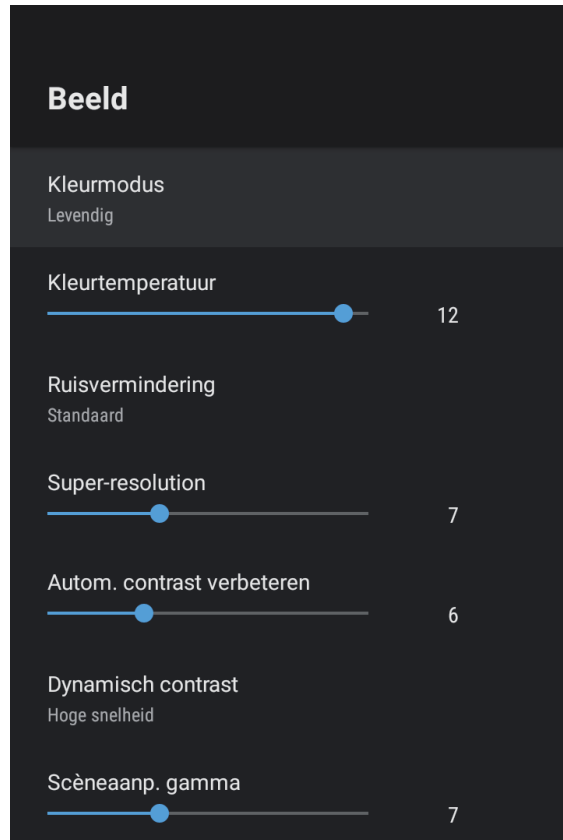 Beeld
Kleurmodus
Levendig
Kleurtemperatuur
12
Ruisvermindering
Standaard
Super-resolution
7
Autom. contrast verbeteren
6
Dynamisch contrast
Hoge snelheid
Scèneaanp. gamma
7